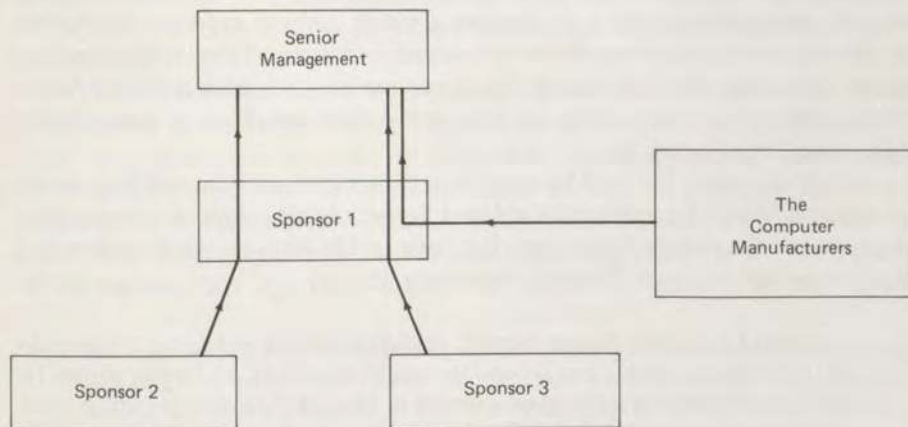 Senior
Management
Sponsor 1
The
Computer
Manufacturers
Sponsor 2
Sponsor 3